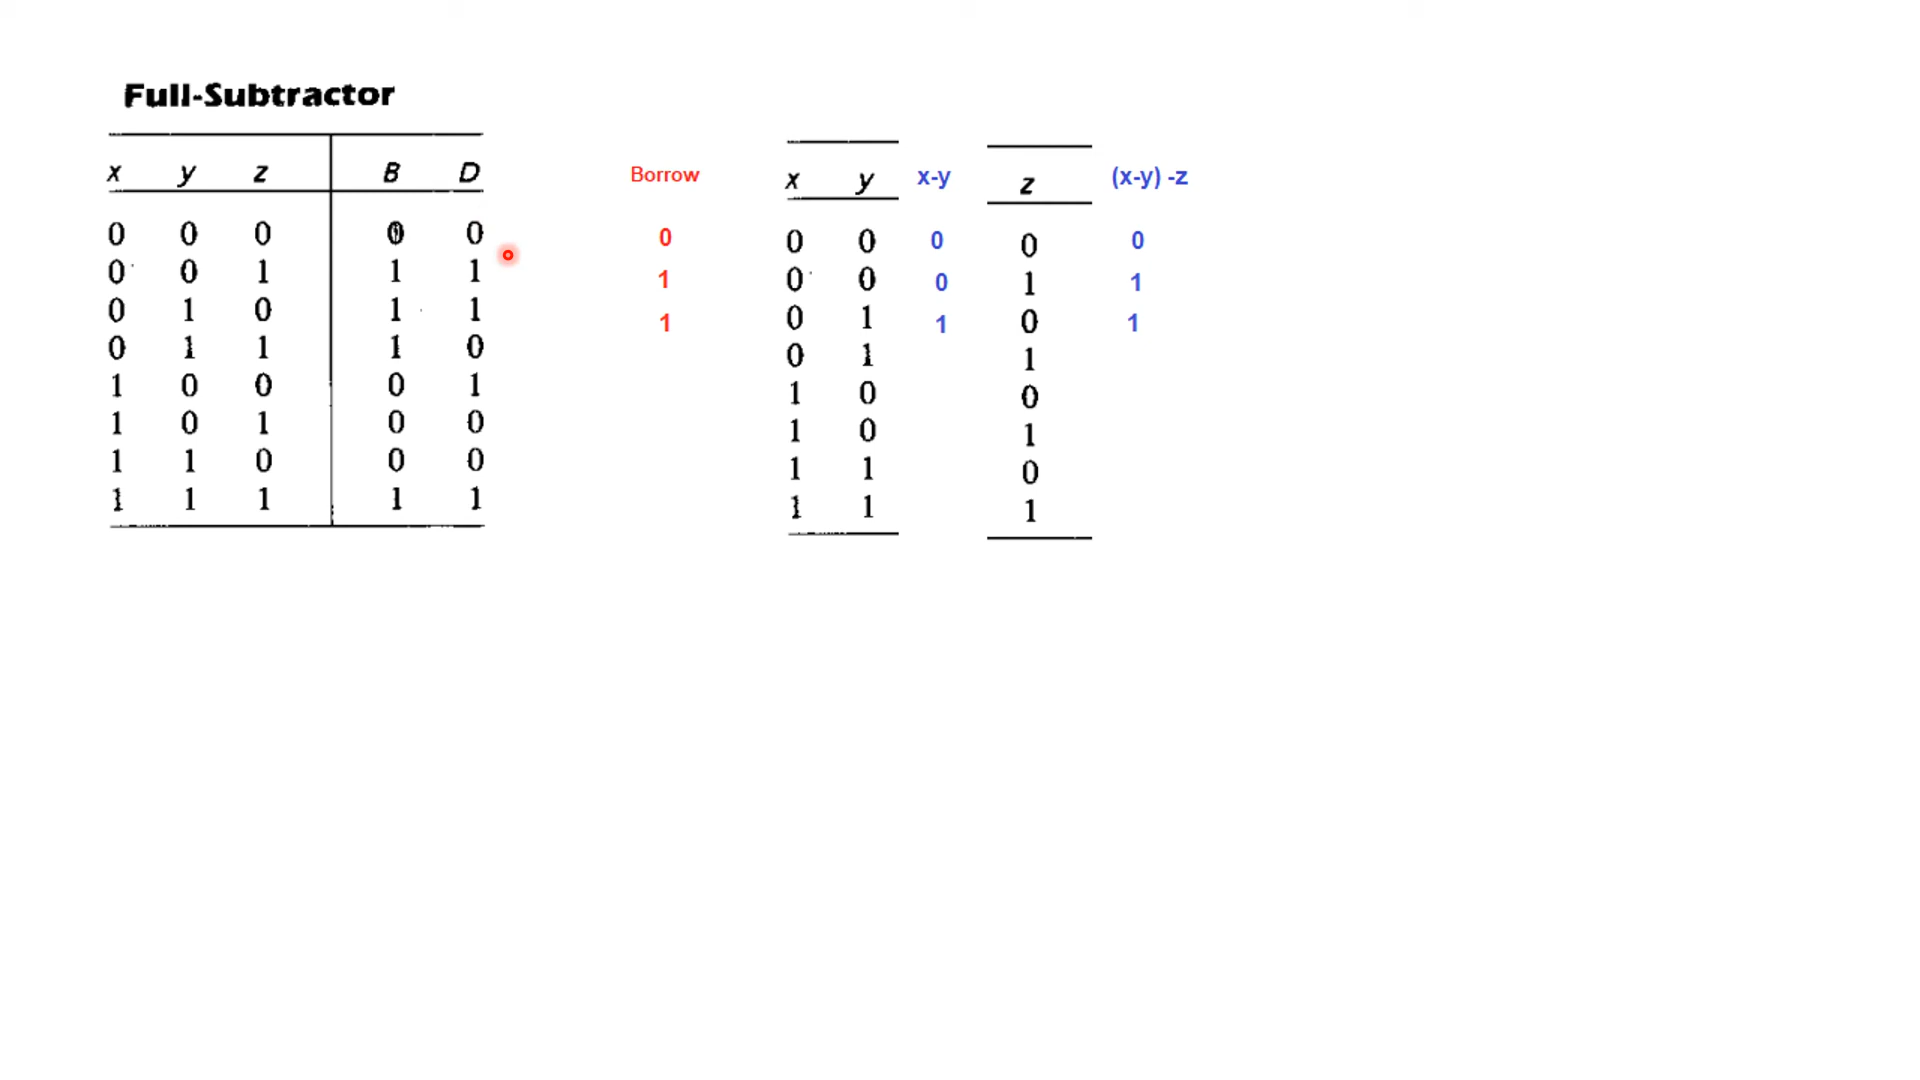 Full-Subtractor
x y z B D
0 0 0 0 0
0 0 1 1 1
0 1 0 1 1
0 1 1 1 0
1 0 0 0 1
1 0 1 0 0
1 1 0 0 0
1 1 1 1 1
Borrow x y x-y z (x-y) -z
0 0 0 0 0 0
1 0 0 0 1 1
1 0 1 1 0 1
0 1 1
1 0 0
1 0 1
1 1 0
1 1 1